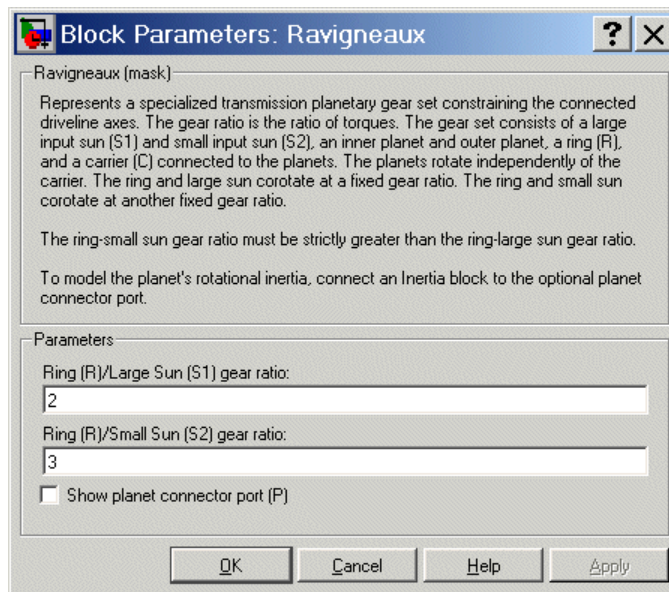 Block Parameters: Ravigneaux
Ravigneaux (mask)
Represents a specialized transmission planetary gear set constraining the connected
driveline axes. The gear ratio is the ratio of torques. The gear set consists of a large
input sun (S1) and small input sun (S2), an inner planet and outer planet, a ring (R),
and a carrier (C) connected to the planets. The planets rotate independently of the
carrier. The ring and large sun corotate at a fixed gear ratio. The ring and small sun
corotate at another fixed gear ratio.
The ring-small sun gear ratio must be strictly greater than the ring-large sun gear ratio.
To model the planet's rotational inertia, connect an Inertia block to the optional planet
connector port.
Parameters
Ring (R)/Large Sun (S1) gear ratio:
2
Ring (R)/Small Sun (S2) gear ratio:
3
Show planet connector port (P)
OK Cancel Help Apply